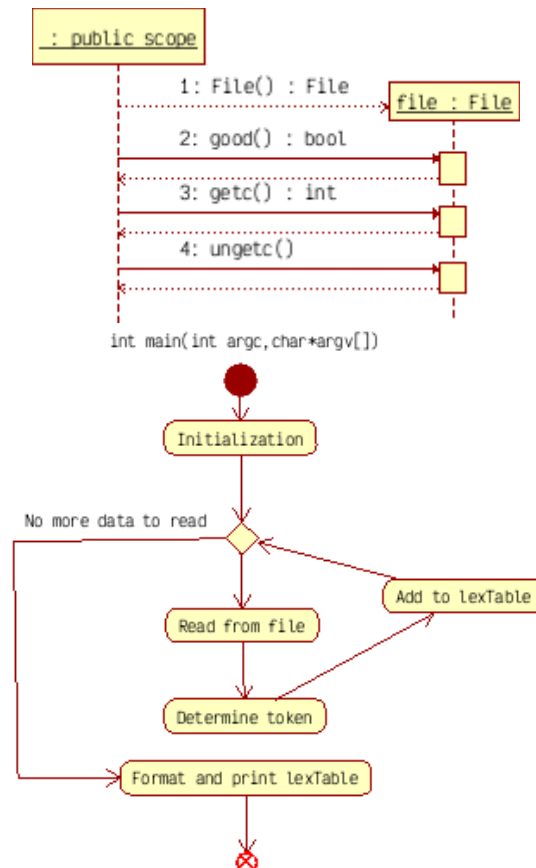 : public scope
1: File() : File
file : File
2: good() : bool
3: getc() : int
4: ungetc()
int main(int argc,char*argv[])
Initialization
No more data to read
Add to lexTable
Read from file
Determine token
Format and print lexTable